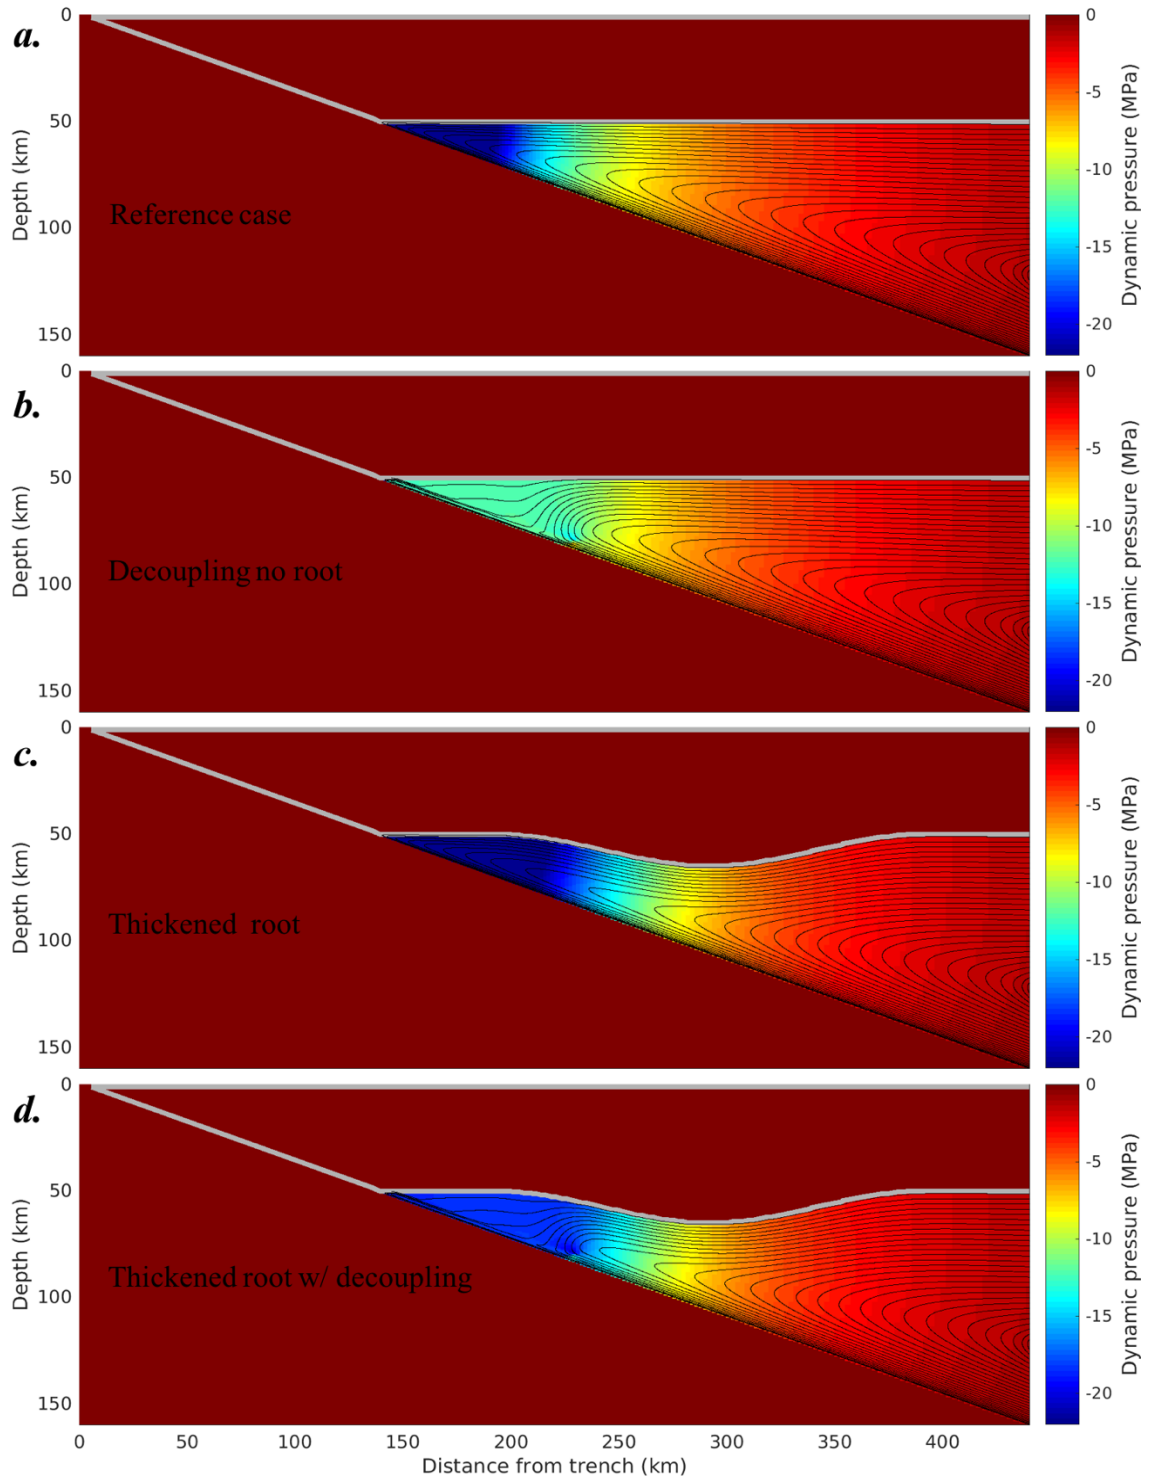 a.
0
50
100
150
Depth (km)
Reference case
0
-5
-10
-15
-20
Dynamic pressure (MPa)
b.
0
50
100
150
Depth (km)
Decoupling no root
0
-5
-10
-15
-20
Dynamic pressure (MPa)
c.
0
50
100
150
Depth (km)
Thickened root
0
-5
-10
-15
-20
Dynamic pressure (MPa)
d.
0
50
100
150
Depth (km)
Thickened root w/ decoupling
0
-5
-10
-15
-20
Dynamic pressure (MPa)
0 50 100 150 200 250 300 350 400
Distance from trench (km)